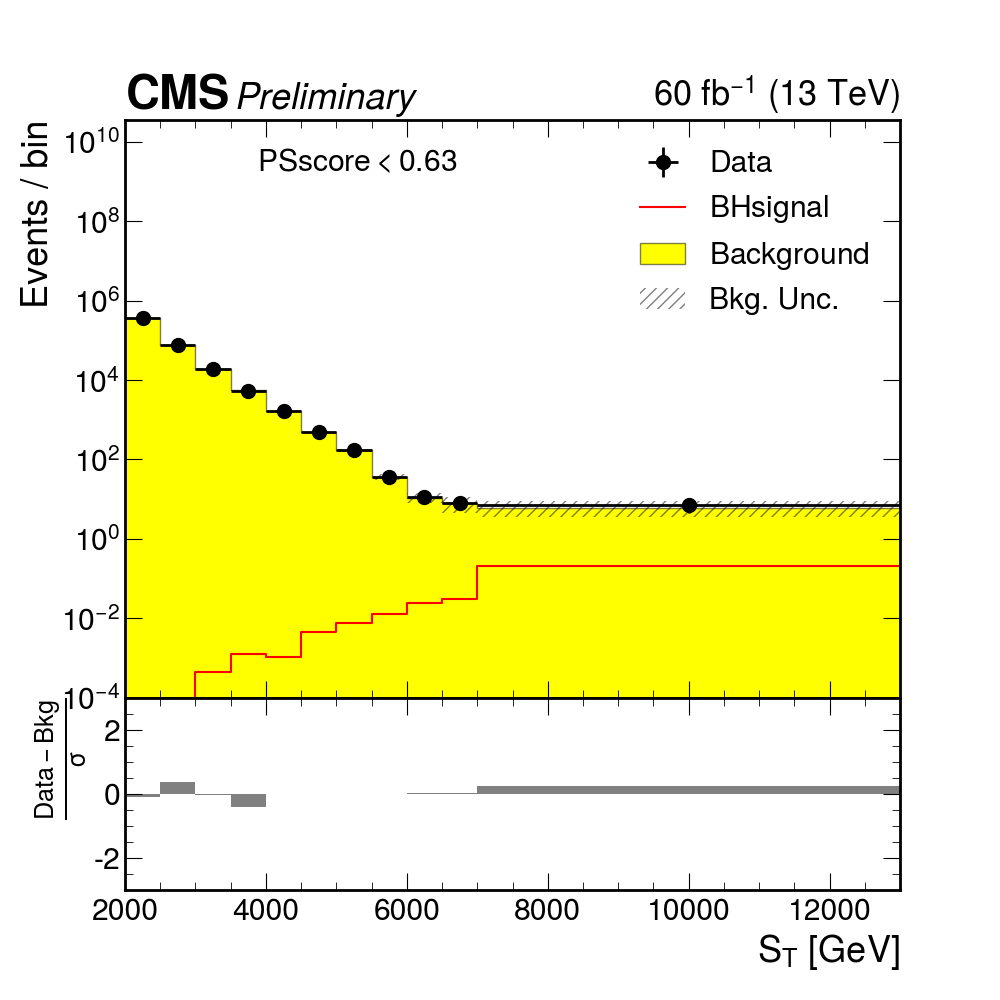 CMS Preliminary 60 fb⁻¹ (13 TeV)
Events / bin
PSscore < 0.63
Data
BHsignal
Background
Bkg. Unc.
10¹⁰
10⁸
10⁶
10⁴
10²
10⁰
10⁻²
10⁻⁴
Data − Bkg
σ
2
0
-2
2000 4000 6000 8000 10000 12000
S_T [GeV]